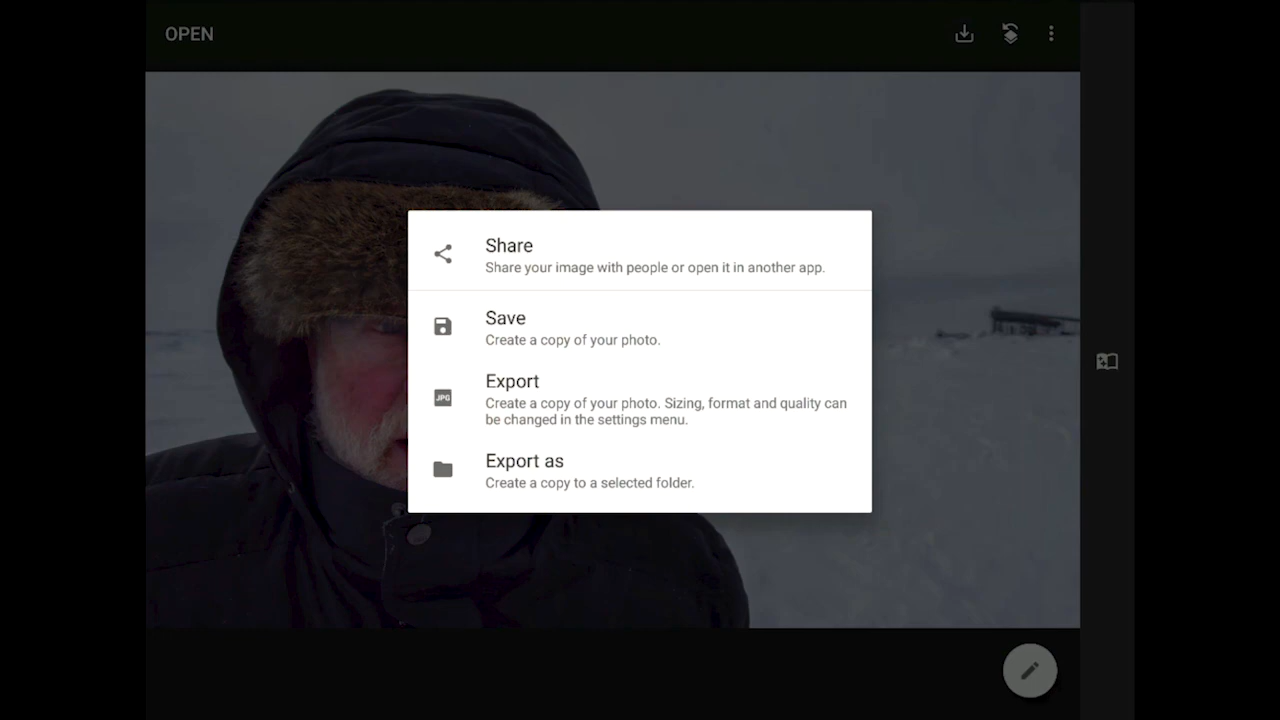 OPEN
Share
Share your image with people or open it in another app.
Save
Create a copy of your photo.
JPG
Export
Create a copy of your photo. Sizing, format and quality can
be changed in the settings menu.
Export as
Create a copy to a selected folder.